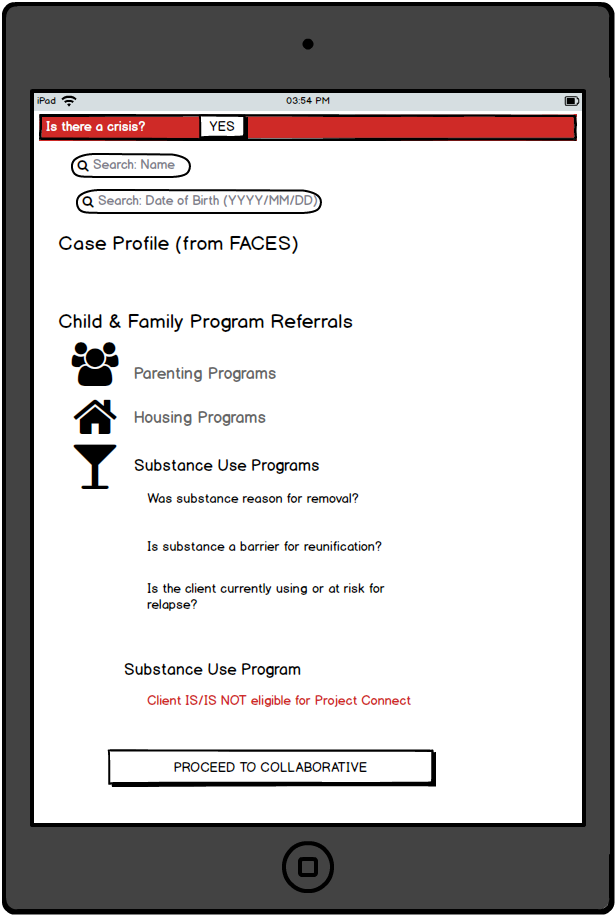 iPad 03:54 PM
Is there a crisis? YES
Search: Name
Search: Date of Birth (YYYY/MM/DD)
Case Profile (from FACES)
Child & Family Program Referrals
Parenting Programs
Housing Programs
Substance Use Programs
Was substance reason for removal?
Is substance a barrier for reunification?
Is the client currently using or at risk for
relapse?
Substance Use Program
Client IS/IS NOT eligible for Project Connect
PROCEED TO COLLABORATIVE